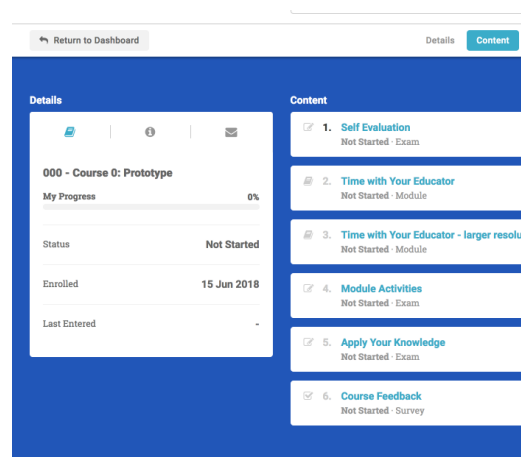 Return to Dashboard
Details
Content
Details
000 - Course 0: Prototype
My Progress 0%
Status Not Started
Enrolled 15 Jun 2018
Last Entered -
Content
1. Self Evaluation
Not Started · Exam
2. Time with Your Educator
Not Started · Module
3. Time with Your Educator - larger resolu
Not Started · Module
4. Module Activities
Not Started · Exam
5. Apply Your Knowledge
Not Started · Exam
6. Course Feedback
Not Started · Survey